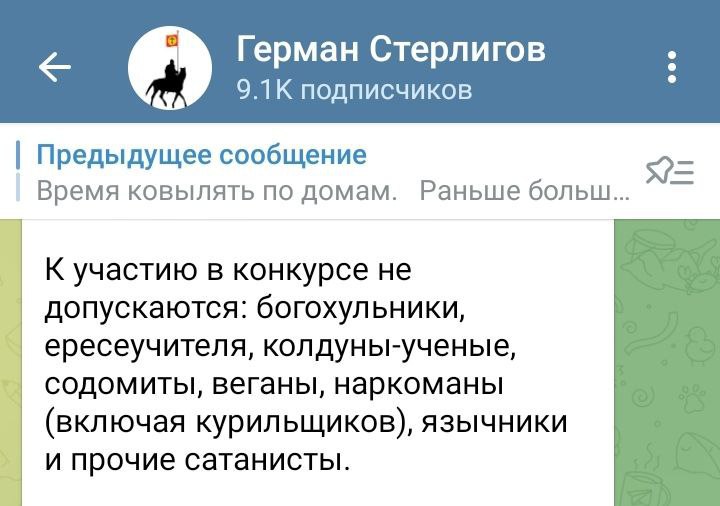 Герман Стерлигов
9.1K подписчиков
Предыдущее сообщение
Время ковылять по домам. Раньше больш...
К участию в конкурсе не
допускаются: богохульники,
ересеучителя, колдуны-ученые,
содомиты, веганы, наркоманы
(включая курильщиков), язычники
и прочие сатанисты.